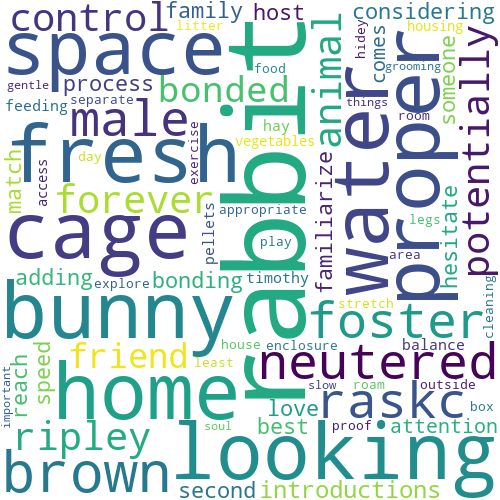 control
family
litter
host
considering
space
process
bonded
animal
hidey
comes
housing
grooming
gentle
separate
food
things
someone
proper
potentially
feeding
access
male
exercise
hay
vegetables
room
rabbit
water
fresh
match
day
forever
pellets
appropriate
familiarize
hesitate
legs
cage
play
area
adding
explore
bonding
timothy
enclosure
stretch
cleaning
bunny
foster
balance
house
least
friend
neutered
important
reach
speed
home
love
slow
roam
outside
raskc
box
ripley
soul
best
proof
attention
brown
looking
second
introductions